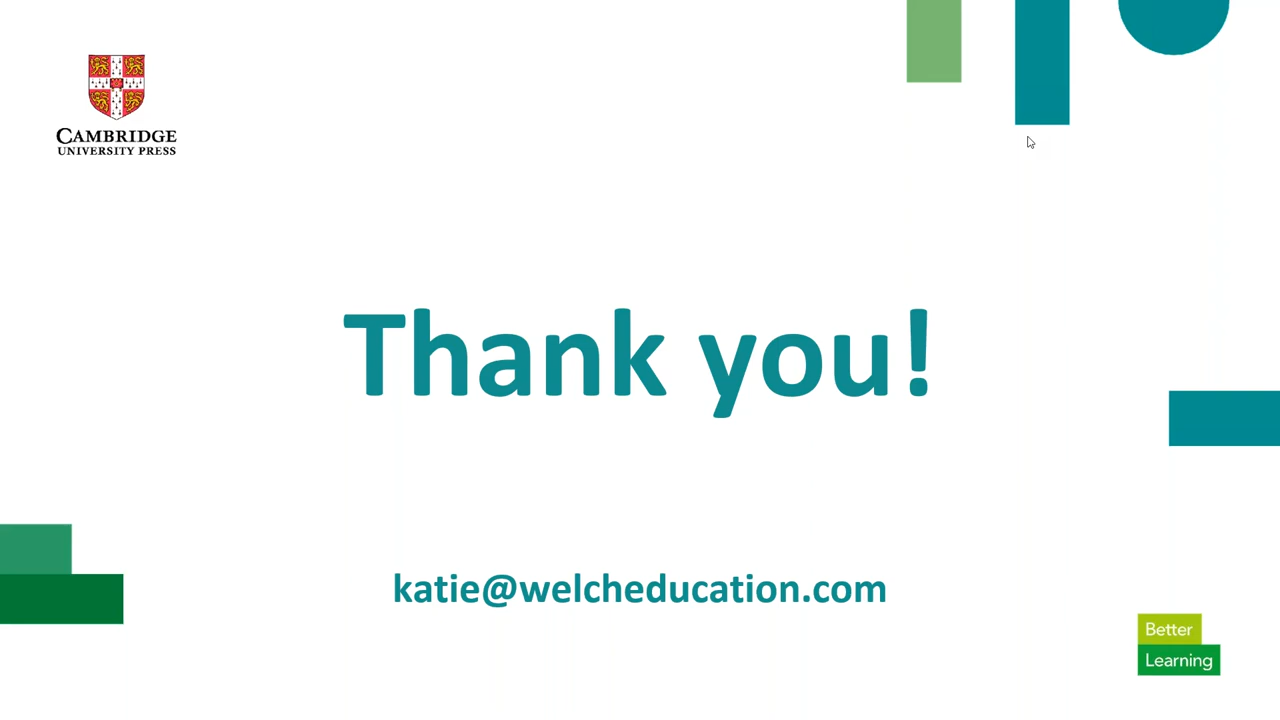 CAMBRIDGE
UNIVERSITY PRESS
Thank you!
katie@welcheducation.com
Better
Learning